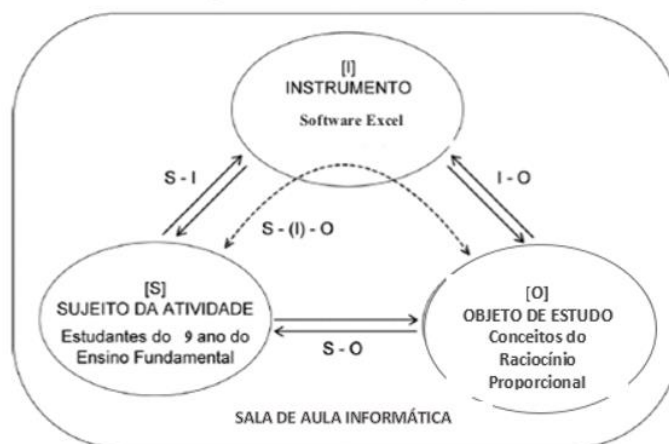 [I]
INSTRUMENTO
Software Excel
S - I
I - O
S - (I) - O
[S]
SUJEITO DA ATIVIDADE
Estudantes do 9 ano do
Ensino Fundamental
[O]
OBJETO DE ESTUDO
Conceitos do
Raciocínio
Proporcional
S - O
SALA DE AULA INFORMÁTICA